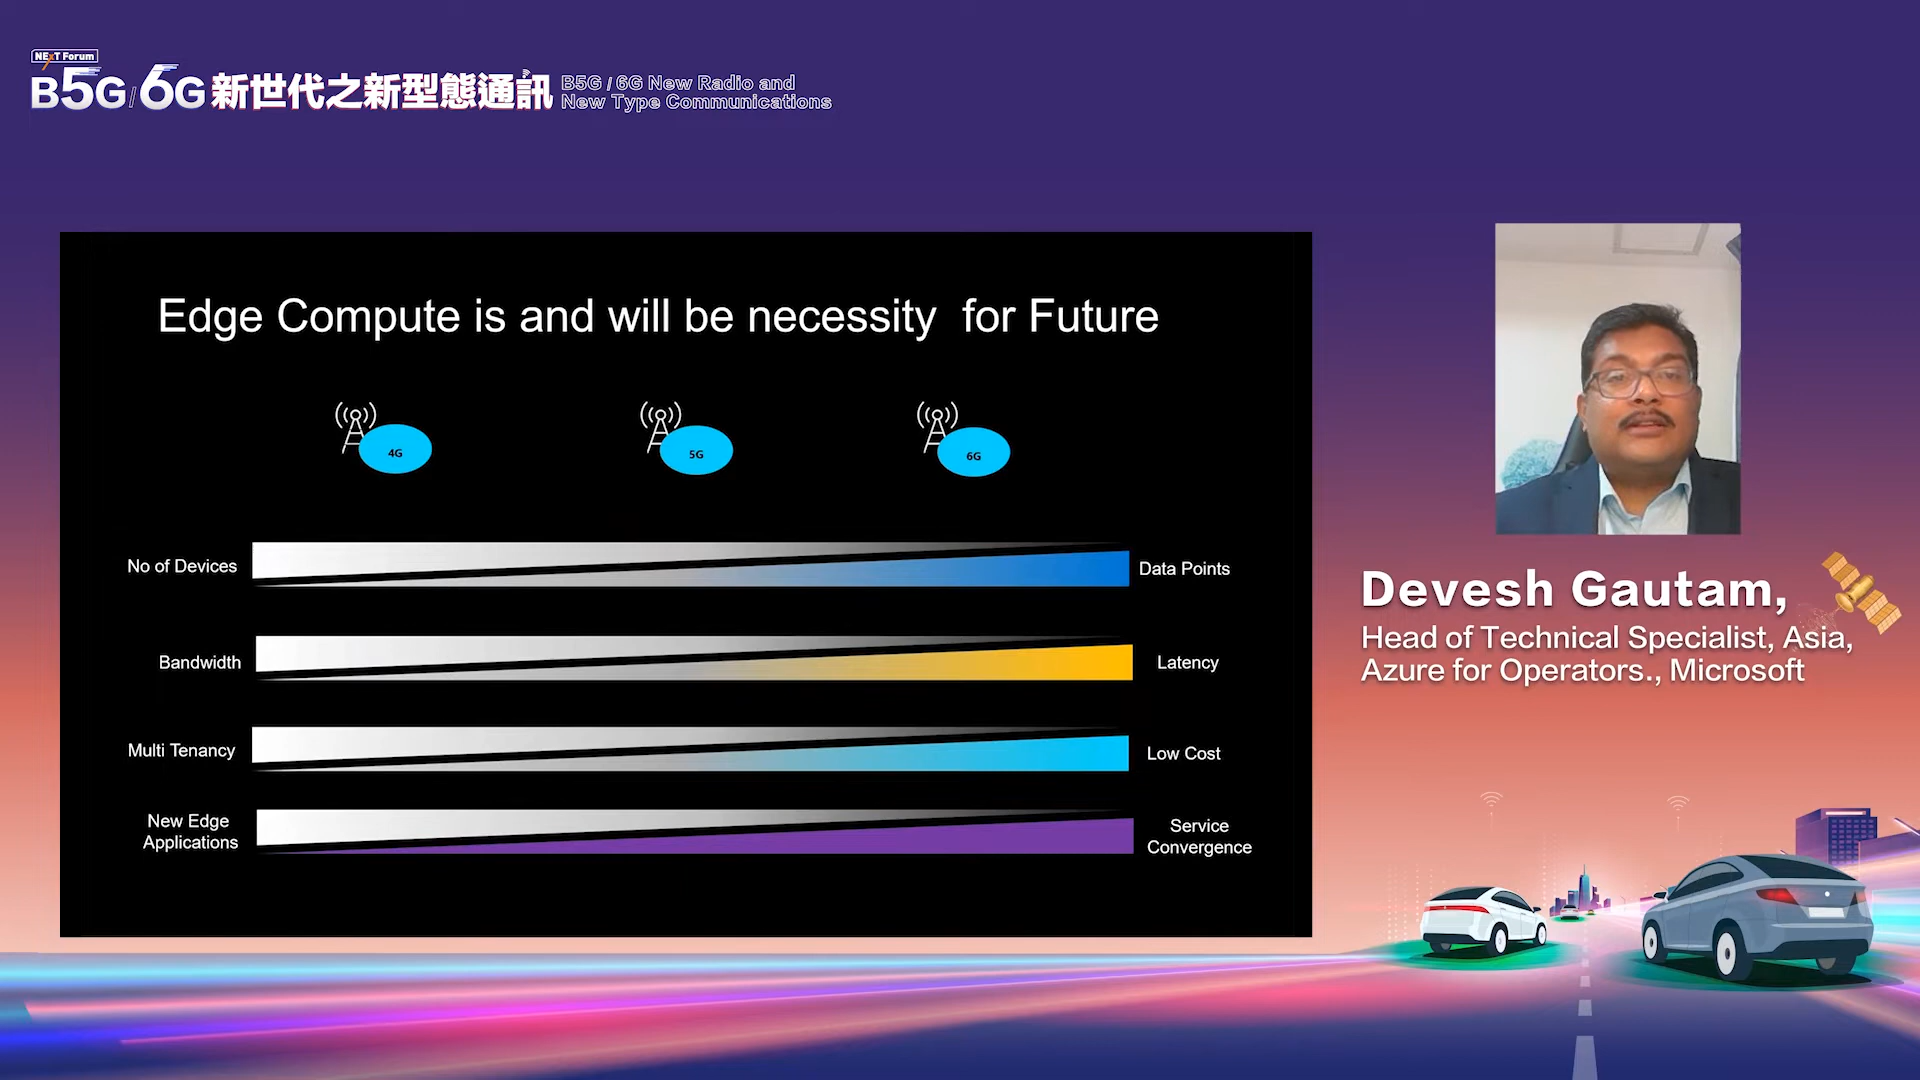 NExT Forum
B5G/6G新世代之新型態通訊
B5G / 6G New Radio and
New Type Communications
Edge Compute is and will be necessity  for Future
4G
5G
6G
No of Devices
Data Points
Bandwidth
Latency
Multi Tenancy
Low Cost
New Edge
Applications
Service
Convergence
Devesh Gautam,
Head of Technical Specialist, Asia,
Azure for Operators., Microsoft